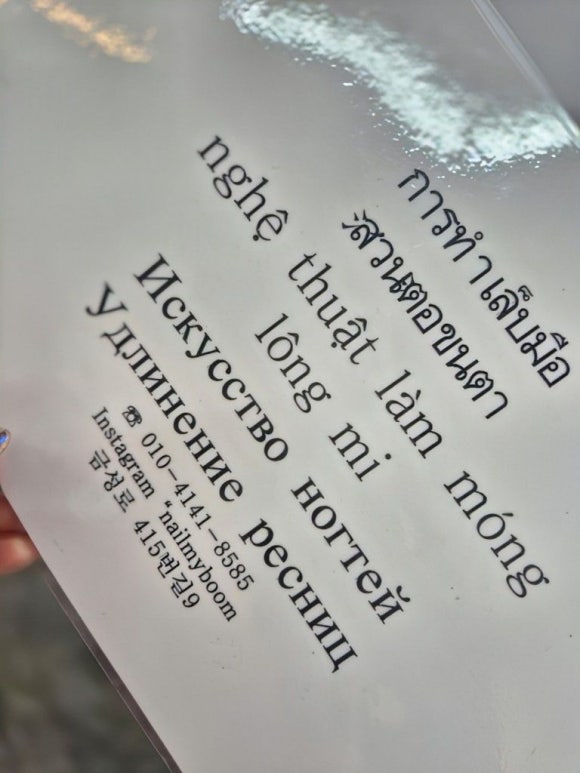 การทำเล็บมือ
สวนตอขนตา
nghệ thuật làm móng
lông mi
Искусство ногтей
Удлинение ресниц
☏ 010-4141-8585
Instagram “nailmyboom
금성로 415번길9